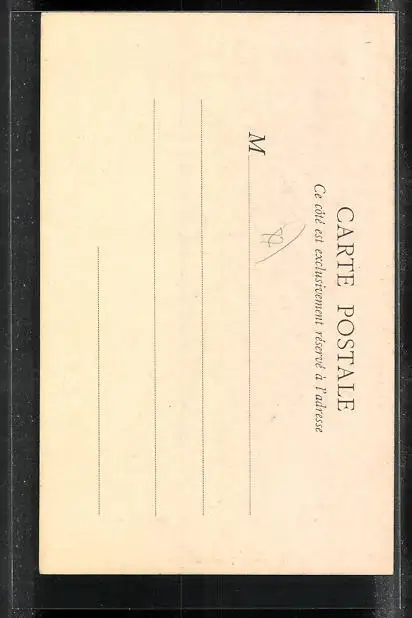 CARTE POSTALE
Ce côté est exclusivement réservé à l'adresse
M